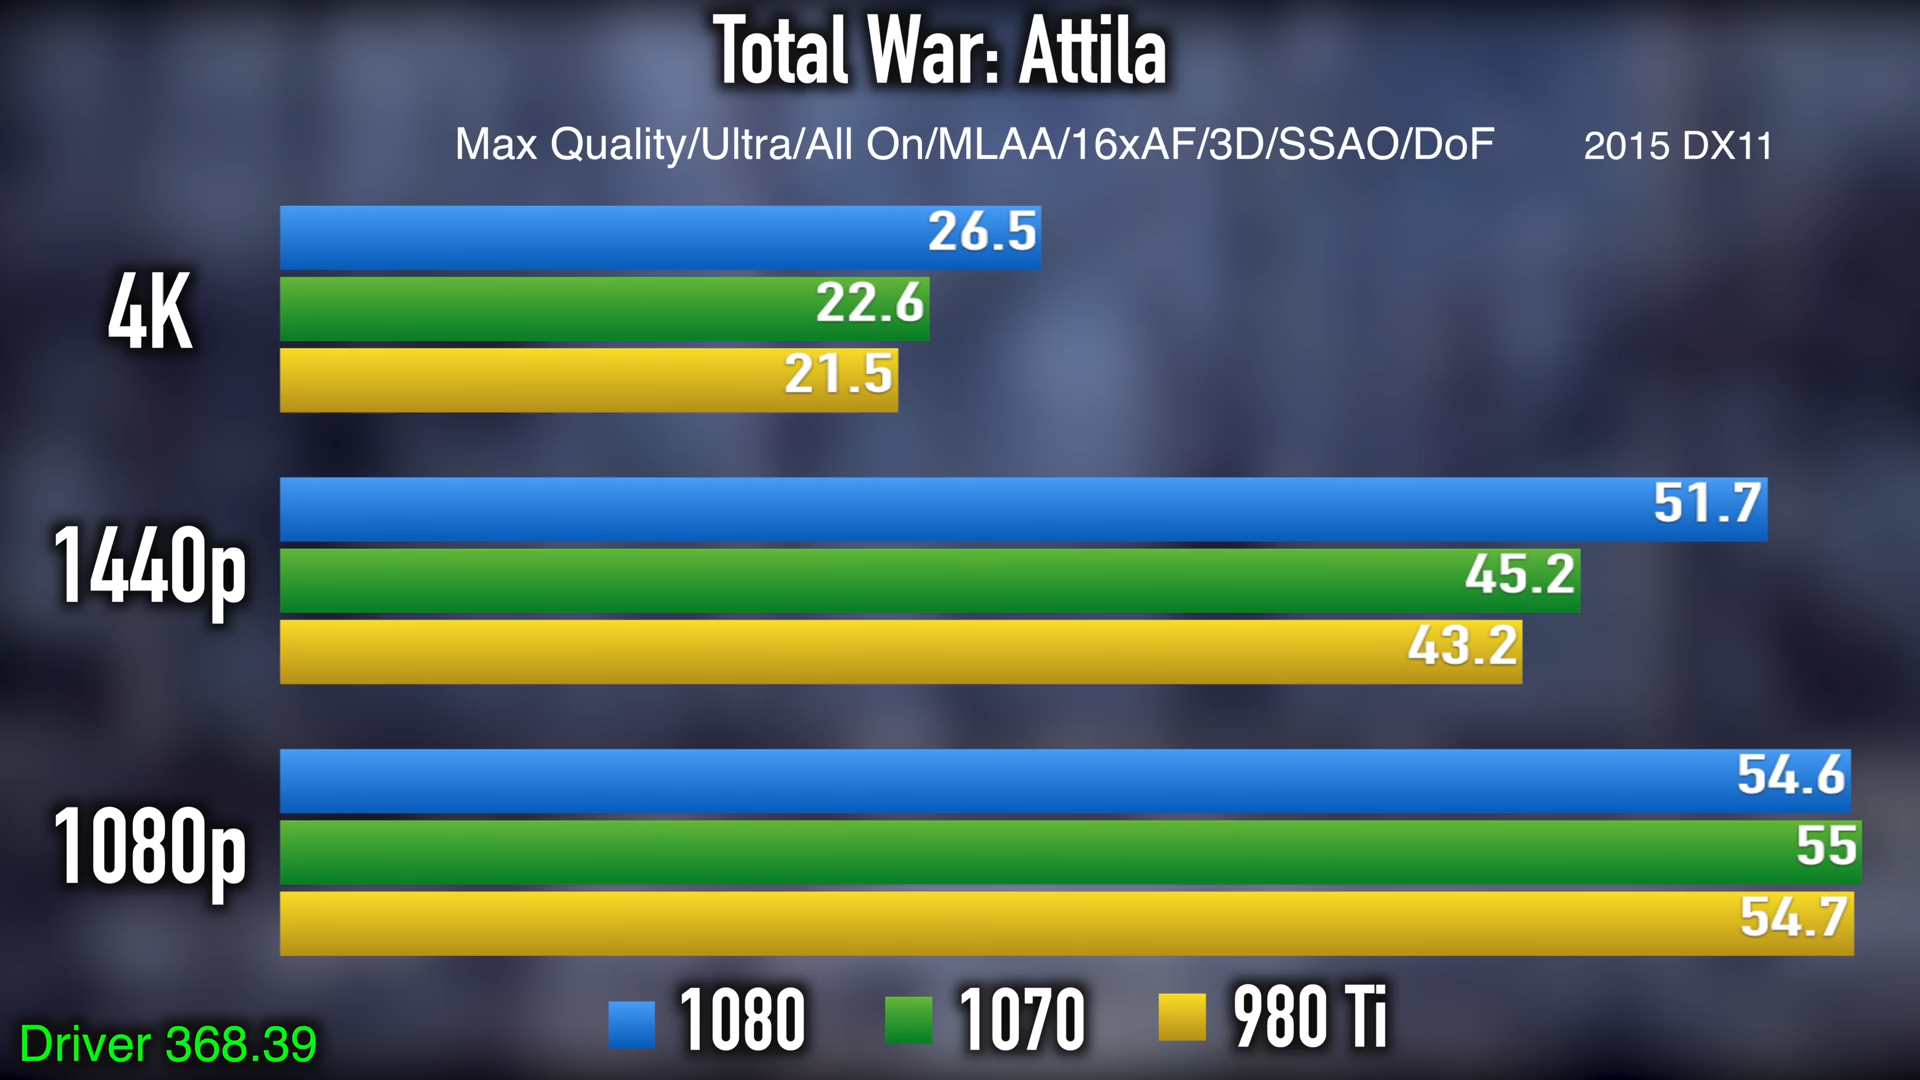 Total War: Attila
Max Quality/Ultra/All On/MLAA/16xAF/3D/SSAO/DoF 2015 DX11
4K
26.5
22.6
21.5
1440p
51.7
45.2
43.2
1080p
54.6
55
54.7
1080 1070 980 Ti
Driver 368.39